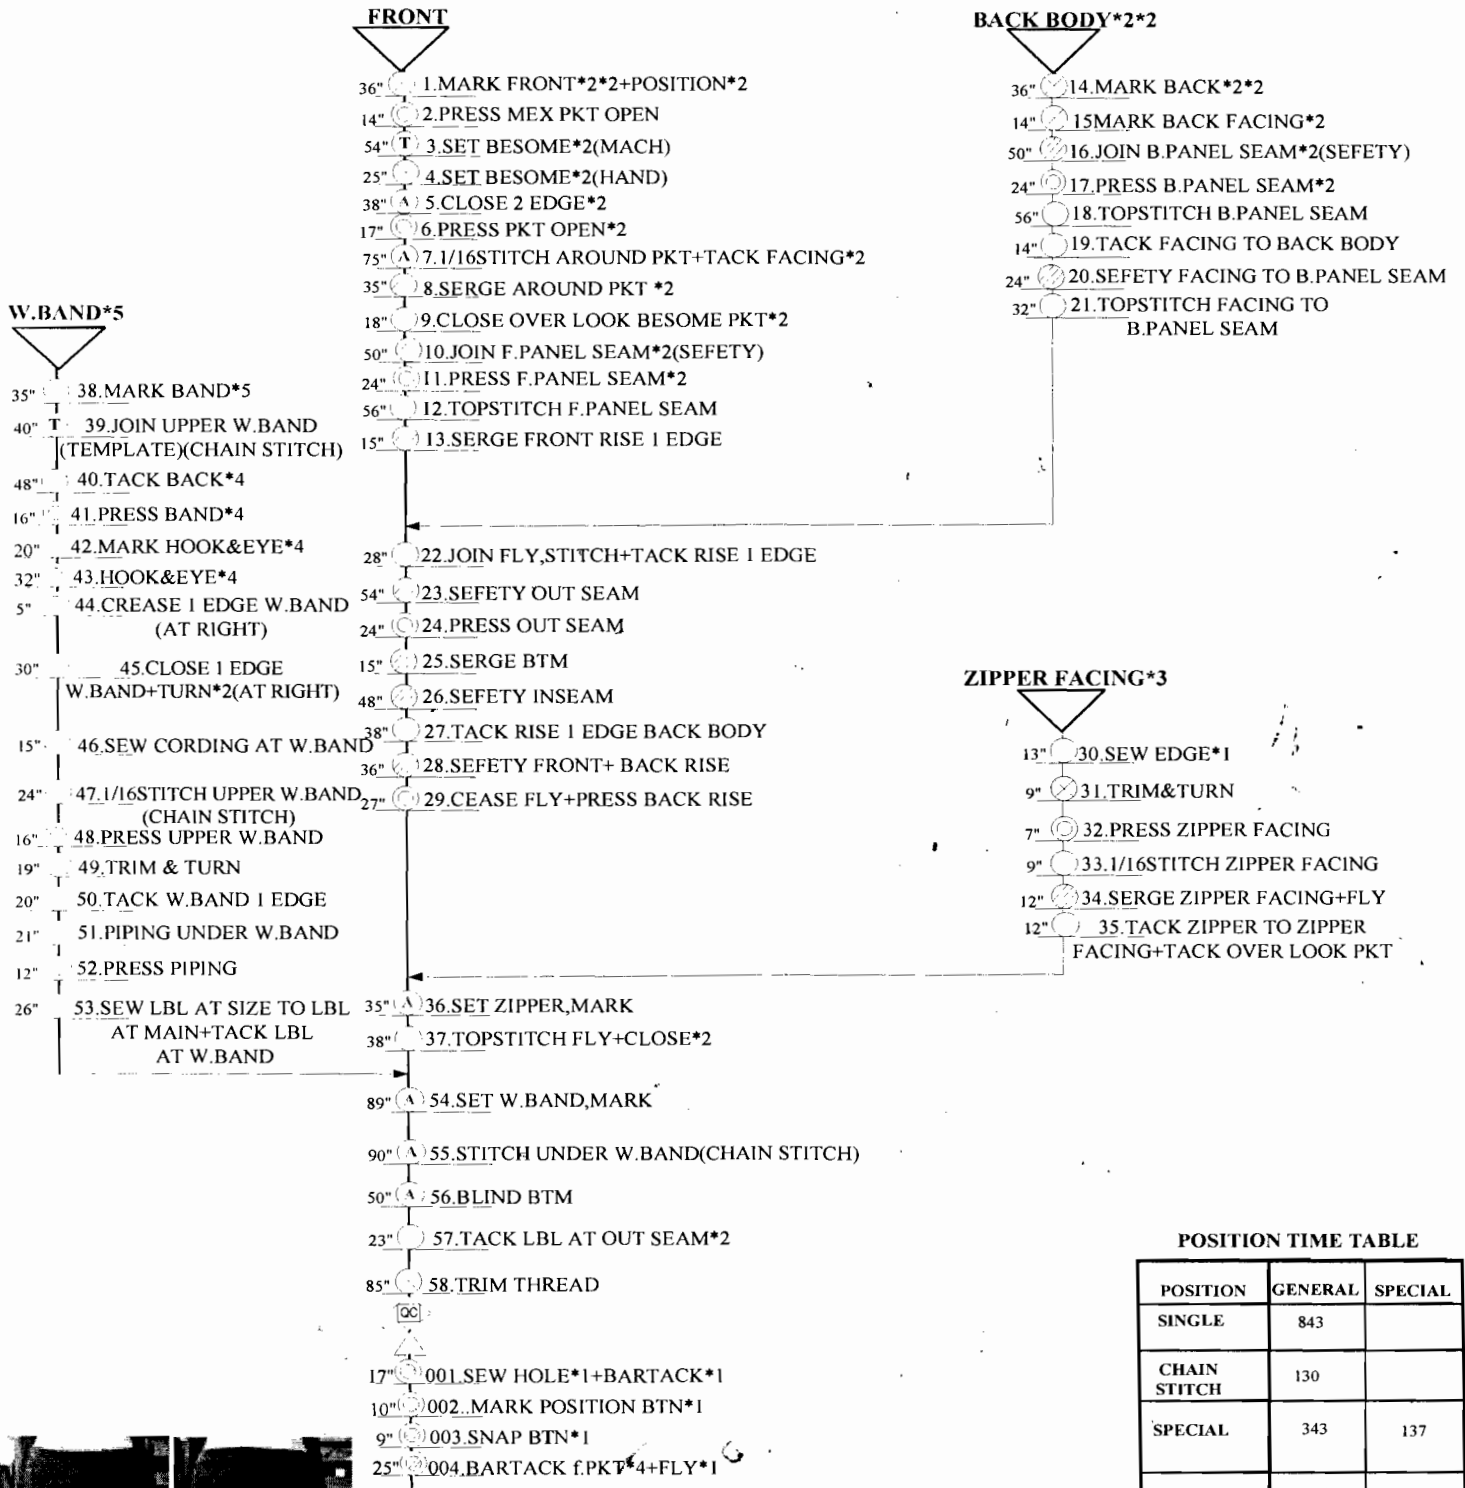 FRONT
36" 1.MARK FRONT*2*2+POSITION*2
14" 2.PRESS MEX PKT OPEN
54" T 3.SET BESOME*2(MACH)
25" 4.SET BESOME*2(HAND)
38" A 5.CLOSE 2 EDGE*2
17" 6.PRESS PKT OPEN*2
75" A 7.1/16STITCH AROUND PKT+TACK FACING*2
35" 8.SERGE AROUND PKT *2
18" 9.CLOSE OVER LOOK BESOME PKT*2
50" 10.JOIN F.PANEL SEAM*2(SEFETY)
24" 11.PRESS F.PANEL SEAM*2
56" 12.TOPSTITCH F.PANEL SEAM
15" 13.SERGE FRONT RISE 1 EDGE
BACK BODY*2*2
36" 14.MARK BACK*2*2
14" 15MARK BACK FACING*2
50" 16.JOIN B.PANEL SEAM*2(SEFETY)
24" 17.PRESS B.PANEL SEAM*2
56" 18.TOPSTITCH B.PANEL SEAM
14" 19.TACK FACING TO BACK BODY
24" 20.SEFETY FACING TO B.PANEL SEAM
32" 21.TOPSTITCH FACING TO
B.PANEL SEAM
28" 22.JOIN FLY,STITCH+TACK RISE 1 EDGE
54" 23.SEFETY OUT SEAM
24" 24.PRESS OUT SEAM
15" 25.SERGE BTM
48" 26.SEFETY INSEAM
38" 27.TACK RISE 1 EDGE BACK BODY
36" 28.SEFETY FRONT+ BACK RISE
27" 29.CEASE FLY+PRESS BACK RISE
ZIPPER FACING*3
13" 30.SEW EDGE*1
9" 31.TRIM&TURN
7" 32.PRESS ZIPPER FACING
9" 33.1/16STITCH ZIPPER FACING
12" 34.SERGE ZIPPER FACING+FLY
12" 35.TACK ZIPPER TO ZIPPER
FACING+TACK OVER LOOK PKT
35" A 36.SET ZIPPER,MARK
38" 37.TOPSTITCH FLY+CLOSE*2
W.BAND*5
35" 38.MARK BAND*5
40" T 39.JOIN UPPER W.BAND
(TEMPLATE)(CHAIN STITCH)
48" 40.TACK BACK*4
16" 41.PRESS BAND*4
20" 42.MARK HOOK&EYE*4
32" 43.HOOK&EYE*4
5" 44.CREASE 1 EDGE W.BAND
(AT RIGHT)
30" 45.CLOSE 1 EDGE
W.BAND+TURN*2(AT RIGHT)
15" 46.SEW CORDING AT W.BAND
24" 47.1/16STITCH UPPER W.BAND
(CHAIN STITCH)
16" 48.PRESS UPPER W.BAND
19" 49.TRIM & TURN
20" 50.TACK W.BAND 1 EDGE
21" 51.PIPING UNDER W.BAND
12" 52.PRESS PIPING
26" 53.SEW LBL AT SIZE TO LBL
AT MAIN+TACK LBL
AT W.BAND
89" A 54.SET W.BAND,MARK
90" A 55.STITCH UNDER W.BAND(CHAIN STITCH)
50" A 56.BLIND BTM
23" 57.TACK LBL AT OUT SEAM*2
85" 58.TRIM THREAD
QC
17" 001.SEW HOLE*1+BARTACK*1
10" 002..MARK POSITION BTN*1
9" 003.SNAP BTN*1
25" 004.BARTACK f.PKT*4+FLY*1
POSITION TIME TABLE
POSITION GENERAL SPECIAL
SINGLE 843
CHAIN
STITCH 130
SPECIAL 343 137